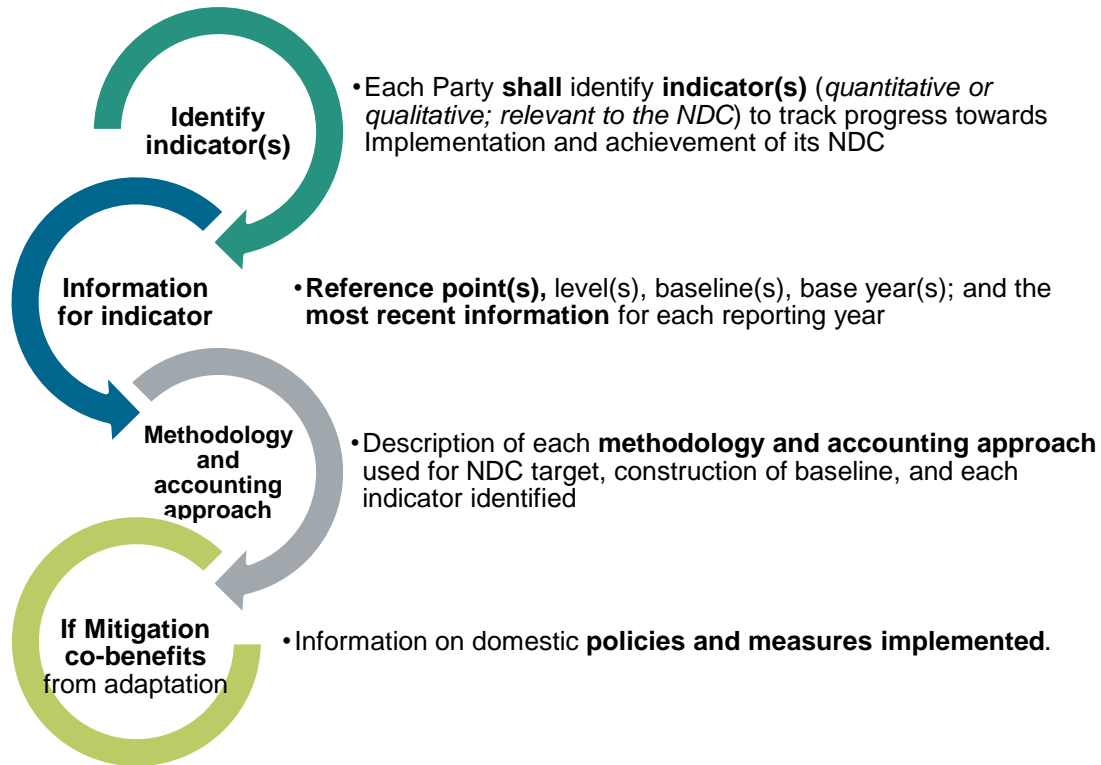 Identify
indicator(s)
•Each Party shall identify indicator(s) (quantitative or
qualitative; relevant to the NDC) to track progress towards
Implementation and achievement of its NDC
Information
for indicator
•Reference point(s), level(s), baseline(s), base year(s); and the
most recent information for each reporting year
Methodology
and
accounting
approach
•Description of each methodology and accounting approach
used for NDC target, construction of baseline, and each
indicator identified
If Mitigation
co-benefits
from adaptation
•Information on domestic policies and measures implemented.